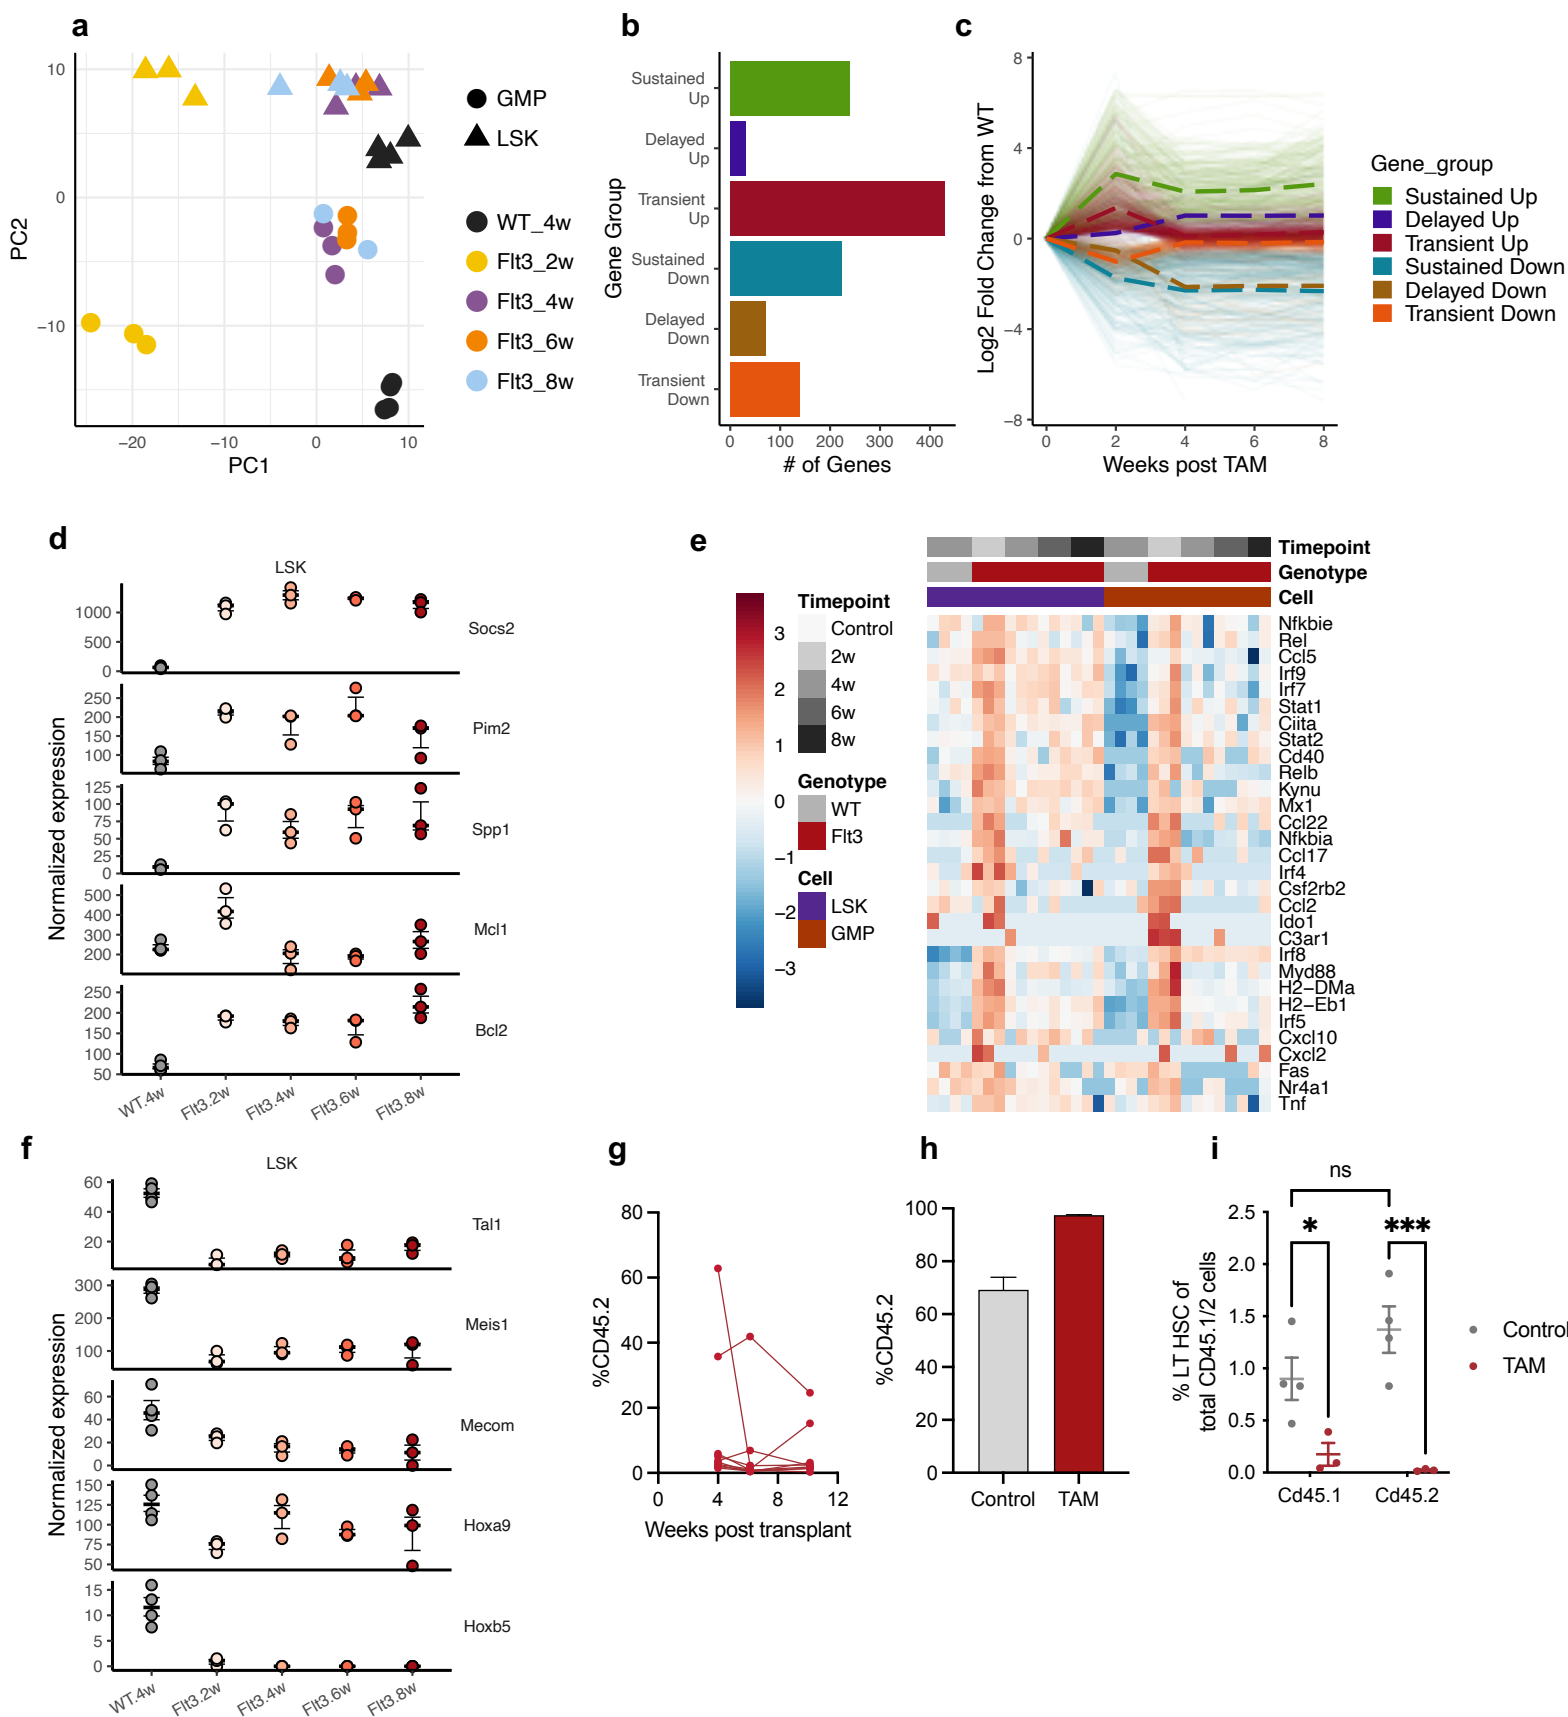 a
10
0
−10
−20
−10
0
10
PC1
PC2
GMP
LSK
WT_4w
Flt3_2w
Flt3_4w
Flt3_6w
Flt3_8w
b
Gene Group
Sustained
Up
Delayed
Up
Transient
Up
Sustained
Down
Delayed
Down
Transient
Down
0 100 200 300 400
# of Genes
c
Log2 Fold Change from WT
8
4
0
−4
−8
0 2 4 6 8
Weeks post TAM
Gene_group
Sustained Up
Delayed Up
Transient Up
Sustained Down
Delayed Down
Transient Down
d
LSK
Normalized expression
1000
500
0
Socs2
250
200
150
100
Pim2
125
100
75
50
25
0
Spp1
500
400
300
200
Mcl1
250
200
150
100
50
Bcl2
WT.4w
Flt3.2w
Flt3.4w
Flt3.6w
Flt3.8w
e
3
2
1
0
−1
−2
−3
Timepoint
Control
2w
4w
6w
8w
Genotype
WT
Flt3
Cell
LSK
GMP
Timepoint
Genotype
Cell
Nfkbie
Rel
Ccl5
Irf9
Irf7
Stat1
Ciita
Stat2
Cd40
Relb
Kynu
Mx1
Ccl22
Nfkbia
Ccl17
Irf4
Csf2rb2
Ccl2
Ido1
C3ar1
Irf8
Myd88
H2−DMa
H2−Eb1
Irf5
Cxcl10
Cxcl2
Fas
Nr4a1
Tnf
f
LSK
Normalized expression
60
40
20
Tal1
300
200
100
Meis1
60
40
20
0
Mecom
150
125
100
75
50
Hoxa9
15
10
5
0
Hoxb5
WT.4w
Flt3.2w
Flt3.4w
Flt3.6w
Flt3.8w
g
%CD45.2
80
60
40
20
0
0 4 8 12
Weeks post transplant
h
%CD45.2
100
80
60
40
20
0
Control TAM
i
% LT HSC of
total CD45.1/2 cells
ns
* ***
2.5
2.0
1.5
1.0
0.5
0.0
Cd45.1 Cd45.2
Control
TAM